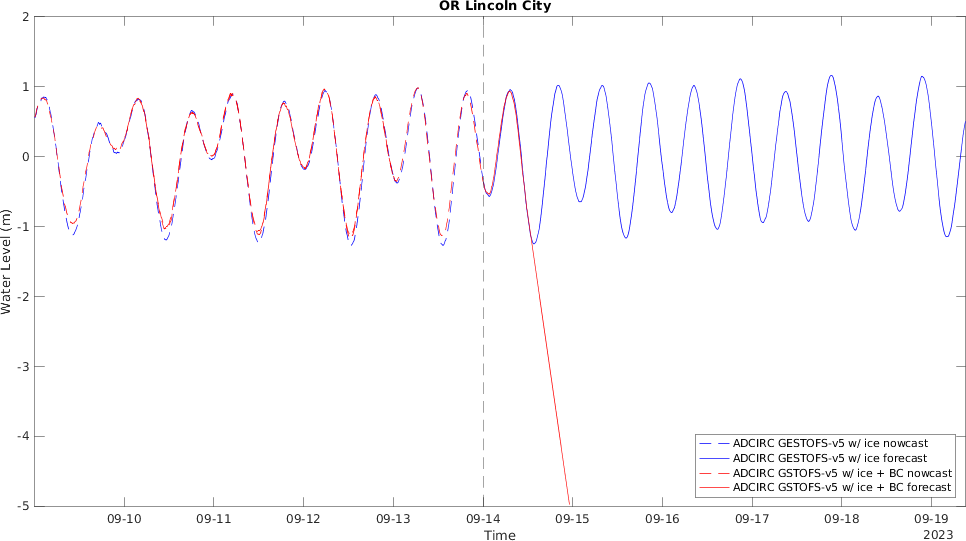 OR Lincoln City
2
1
0
-1
-2
-3
-4
-5
Water Level (m)
ADCIRC GESTOFS-v5 w/ ice nowcast
ADCIRC GESTOFS-v5 w/ ice forecast
ADCIRC GSTOFS-v5 w/ ice + BC nowcast
ADCIRC GSTOFS-v5 w/ ice + BC forecast
09-10 09-11 09-12 09-13 09-14 09-15 09-16 09-17 09-18 09-19
Time
2023